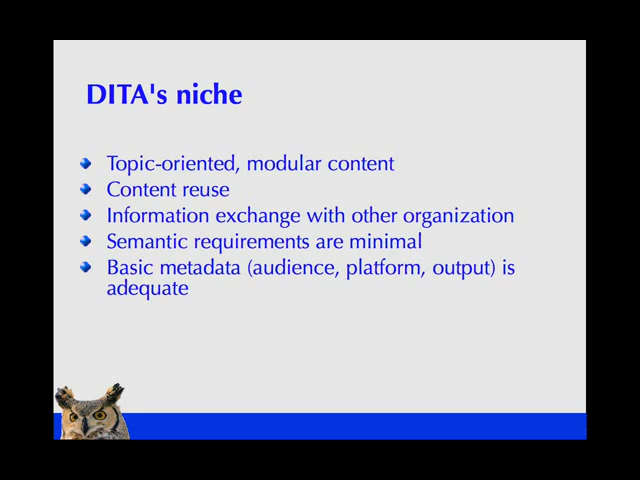 DITA's niche
Topic-oriented, modular content
Content reuse
Information exchange with other organization
Semantic requirements are minimal
Basic metadata (audience, platform, output) is
adequate